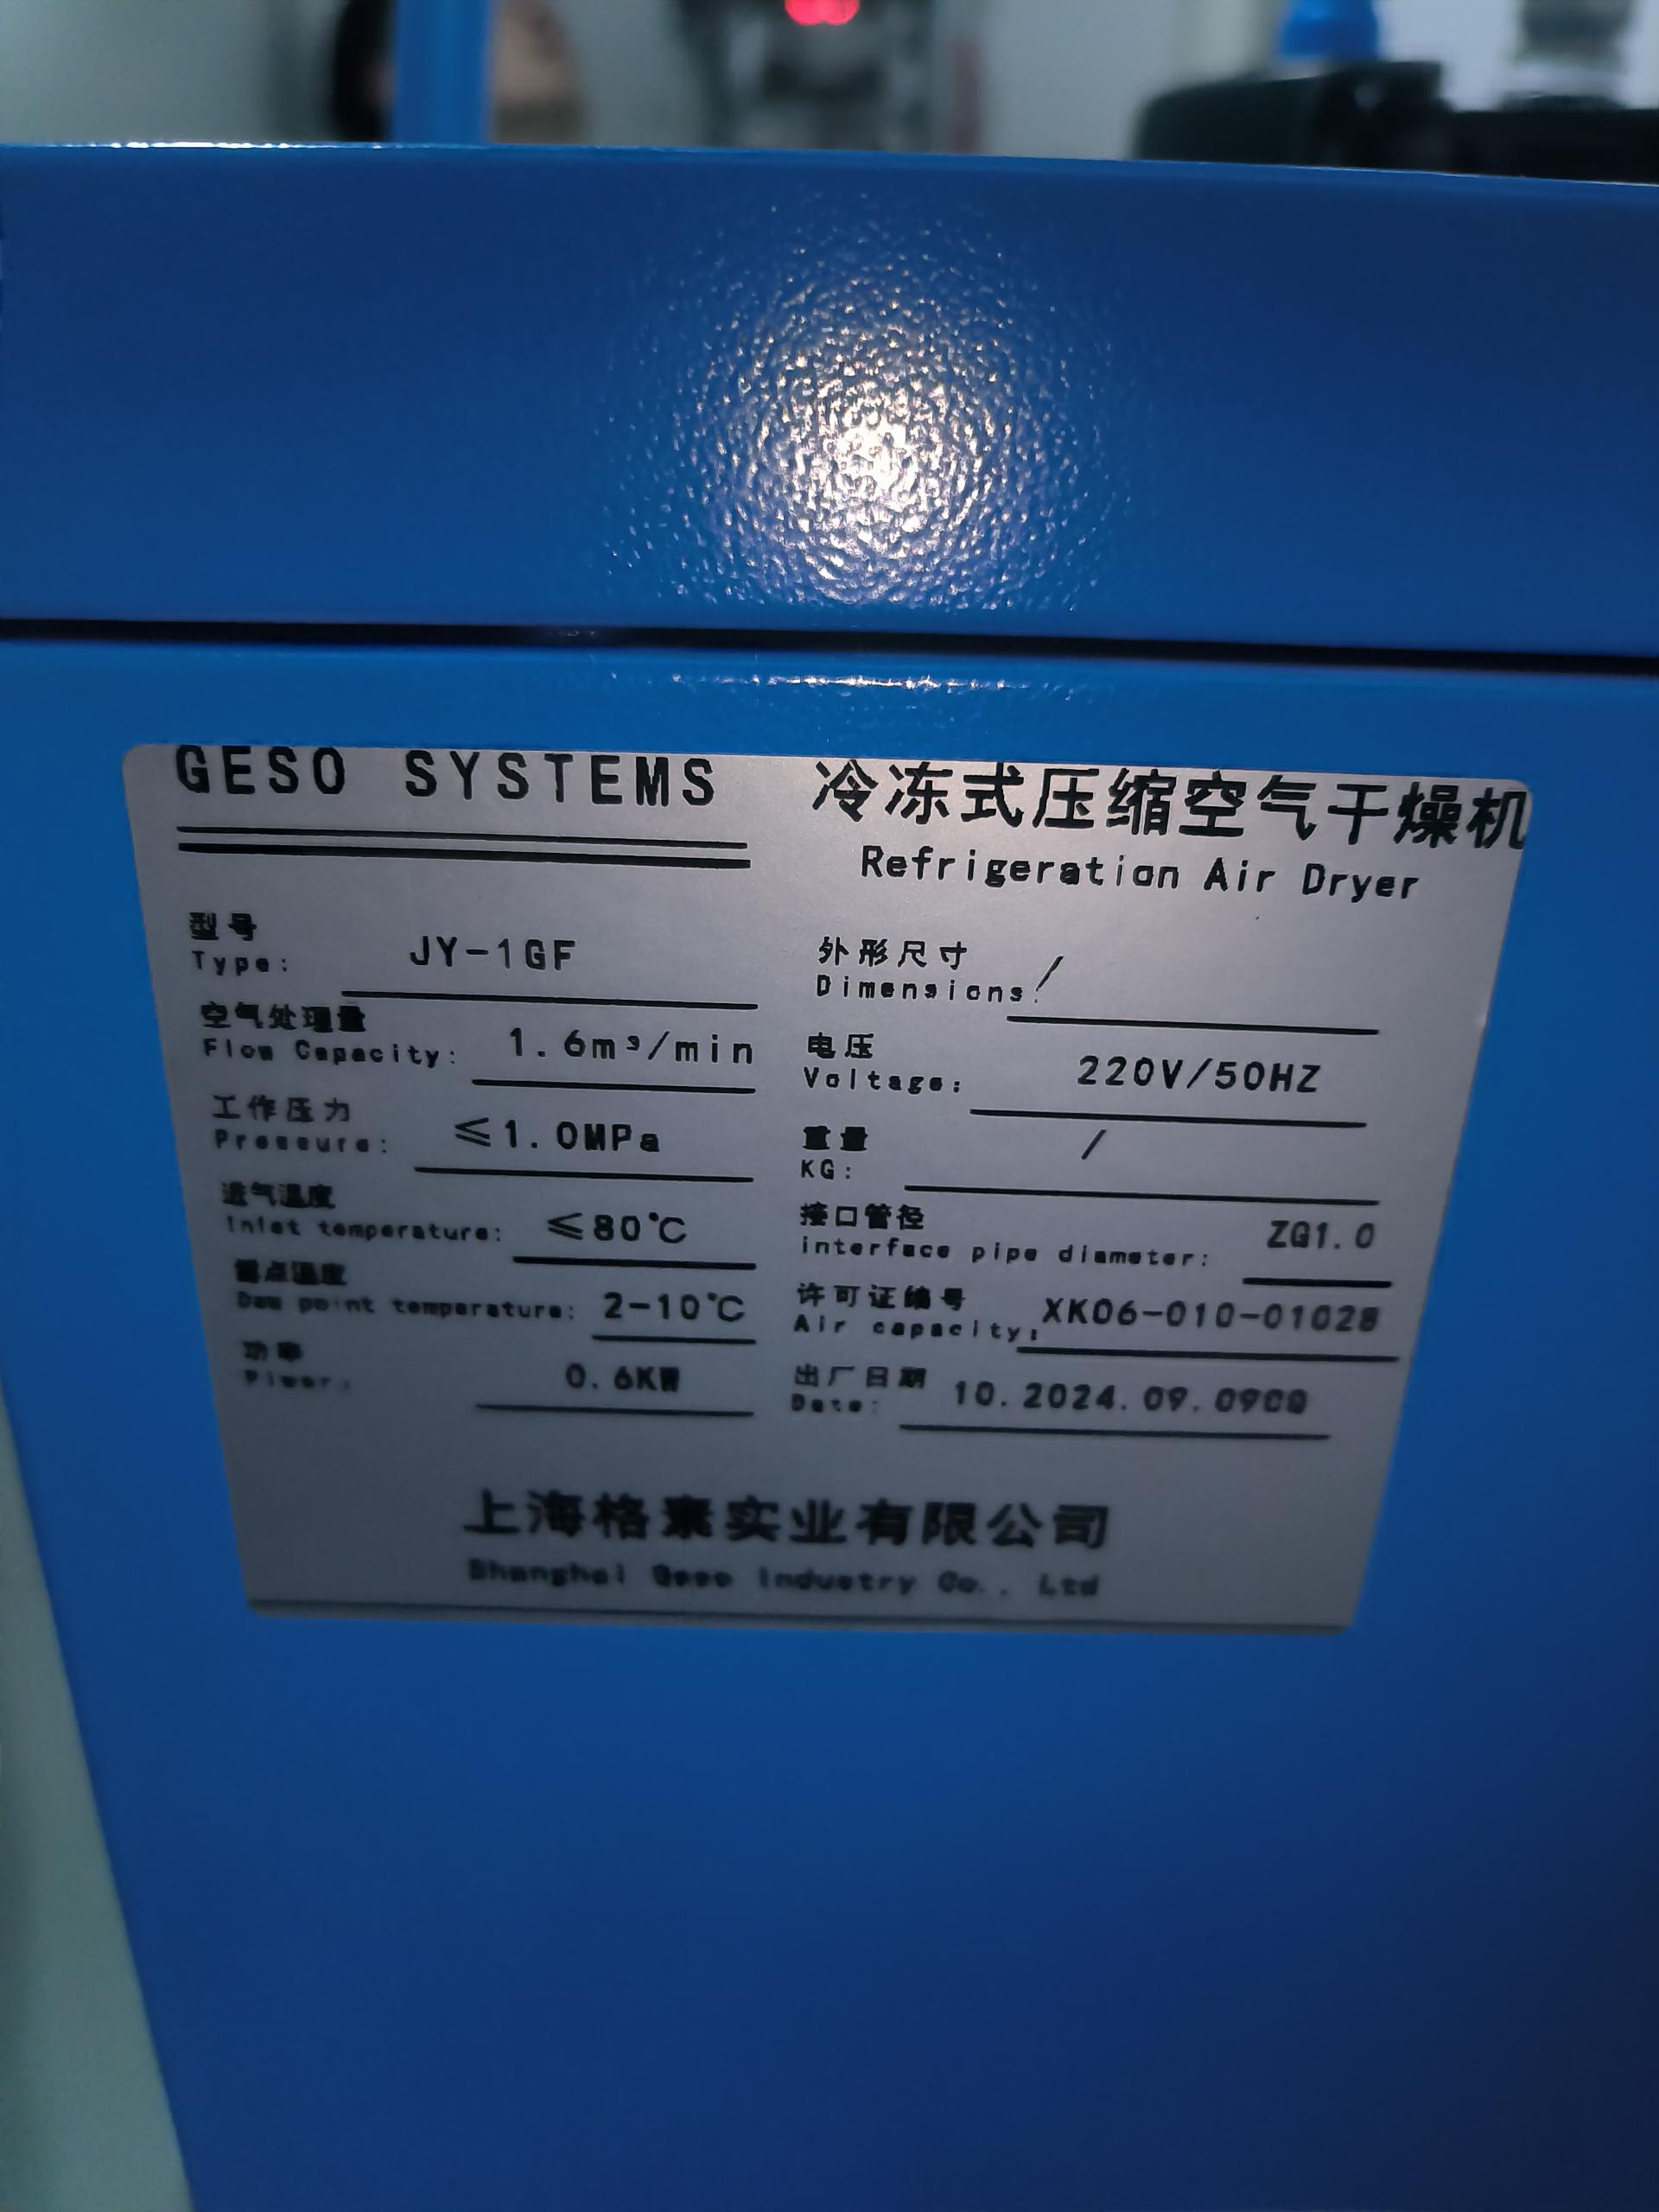 GESO SYSTEMS 冷冻式压缩空气干燥机
Refrigeration Air Dryer
型号
Type: JY-1GF
空气处理量
Flow Capacity: 1.6m³/min
工作压力
Pressure: ≤1.0MPa
进气温度
Inlet temperature: ≤80℃
露点温度
Dew point temperature: 2-10℃
功率
0.6KW
外形尺寸
Dimensions: /
电压
Voltage: 220V/50HZ
重量
KG: /
接口管径
interface pipe diameter: ZG1.0
许可证编号
Air capacity: XK06-010-01028
出厂日期
Date: 10.2024.09.0909
上海格素实业有限公司
Shanghai Geso Industry Co., Ltd